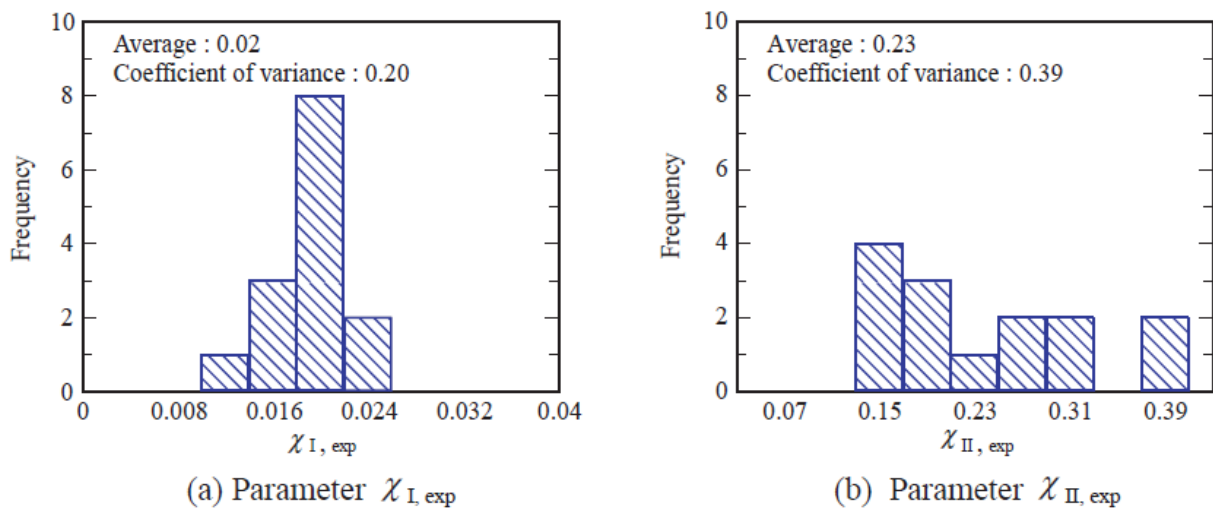 10
Average : 0.02
Coefficient of variance : 0.20
8
6
4
2
0
Frequency
0 0.008 0.016 0.024 0.032 0.04
χ I, exp
(a) Parameter χ I, exp
10
Average : 0.23
Coefficient of variance : 0.39
8
6
4
2
0
Frequency
0.07 0.15 0.23 0.31 0.39
χ II, exp
(b) Parameter χ II, exp